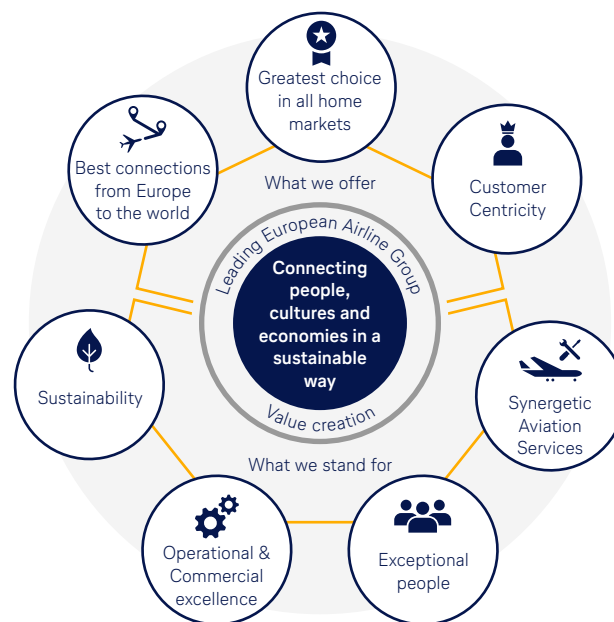 Greatest choice
in all home
markets
Best connections
from Europe
to the world
What we offer
Customer
Centricity
Leading European Airline Group
Connecting
people,
cultures and
economies in a
sustainable
way
Value creation
Sustainability
Synergetic
Aviation
Services
What we stand for
Operational &
Commercial
excellence
Exceptional
people